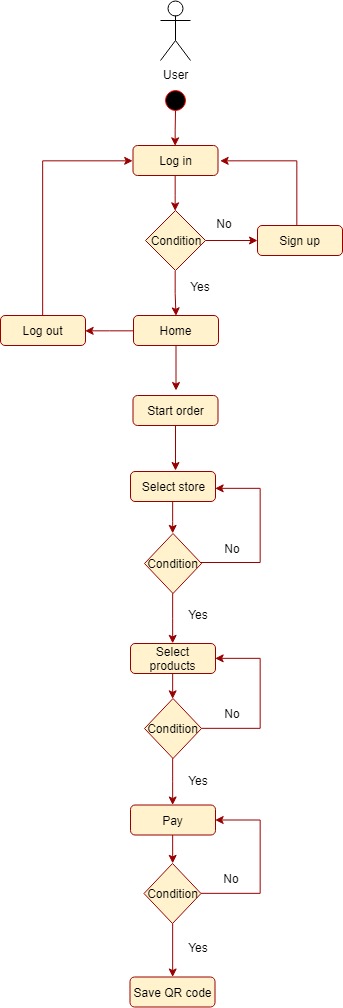 User
Log in
No
Condition
Sign up
Yes
Log out
Home
Start order
Select store
No
Condition
Yes
Select
products
No
Condition
Yes
Pay
No
Condition
Yes
Save QR code